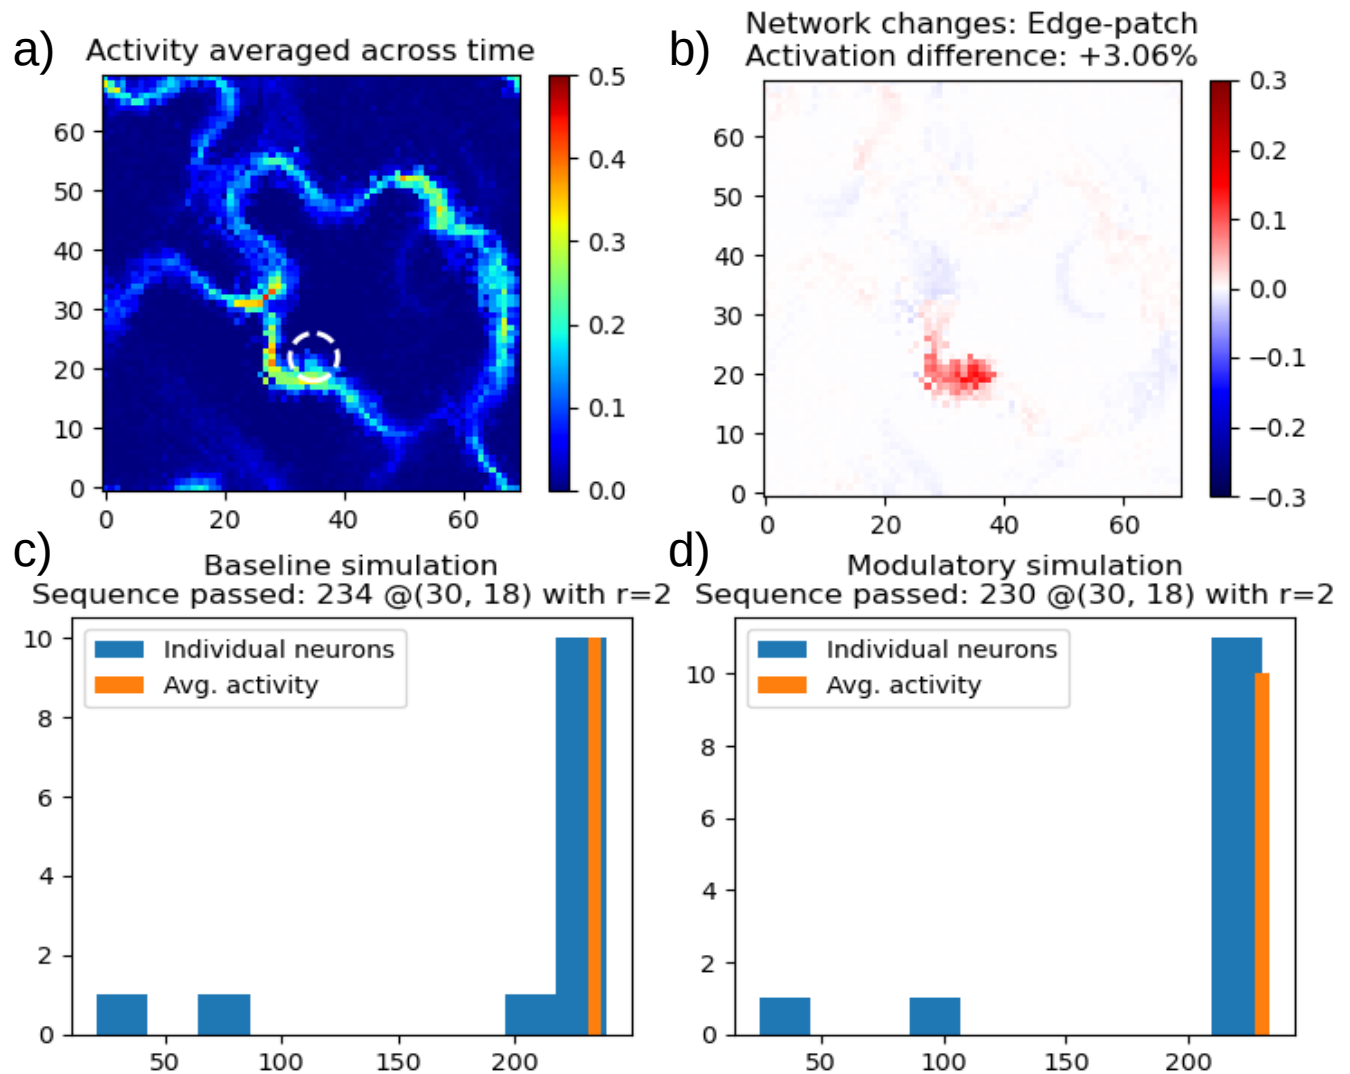 a)
Activity averaged across time
0.5
0.4
0.3
0.2
0.1
0.0
60
50
40
30
20
10
0
0 20 40 60
b)
Network changes: Edge-patch
Activation difference: +3.06%
0.3
0.2
0.1
0.0
−0.1
−0.2
−0.3
60
50
40
30
20
10
0
0 20 40 60
c)
Baseline simulation
Sequence passed: 234 @(30, 18) with r=2
Individual neurons
Avg. activity
10
8
6
4
2
0
50 100 150 200
d)
Modulatory simulation
Sequence passed: 230 @(30, 18) with r=2
Individual neurons
Avg. activity
10
8
6
4
2
0
50 100 150 200